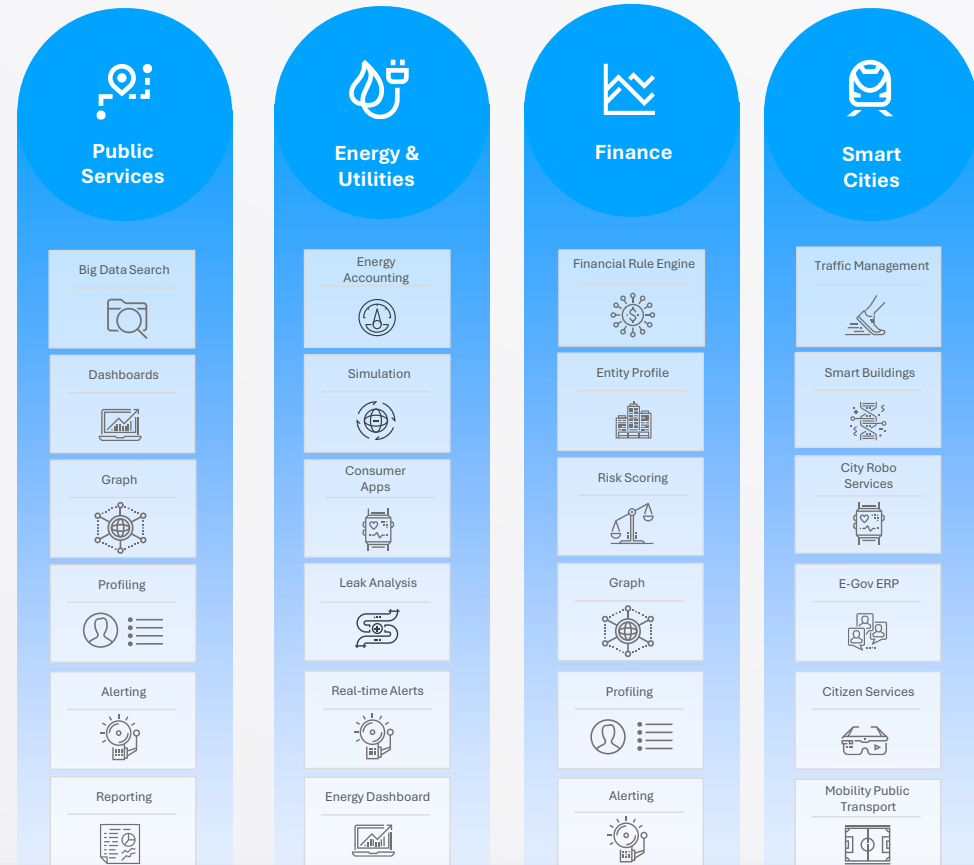 Public
Services
Big Data Search
Dashboards
Graph
Profiling
Alerting
Reporting
Energy &
Utilities
Energy
Accounting
Simulation
Consumer
Apps
Leak Analysis
Real-time Alerts
Energy Dashboard
Finance
Financial Rule Engine
Entity Profile
Risk Scoring
Graph
Profiling
Alerting
Smart
Cities
Traffic Management
Smart Buildings
City Robo
Services
E-Gov ERP
Citizen Services
Mobility Public
Transport